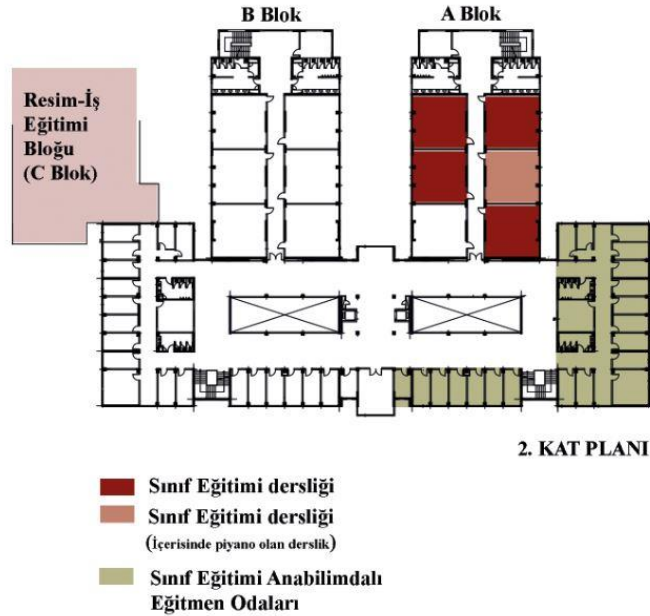 B Blok
A Blok
Resim-İş
Eğitimi
Bloğu
(C Blok)
2. KAT PLANI
Sınıf Eğitimi dersliği
Sınıf Eğitimi dersliği
(İçerisinde piyano olan derslik)
Sınıf Eğitimi Anabilimdalı
Eğitmen Odaları